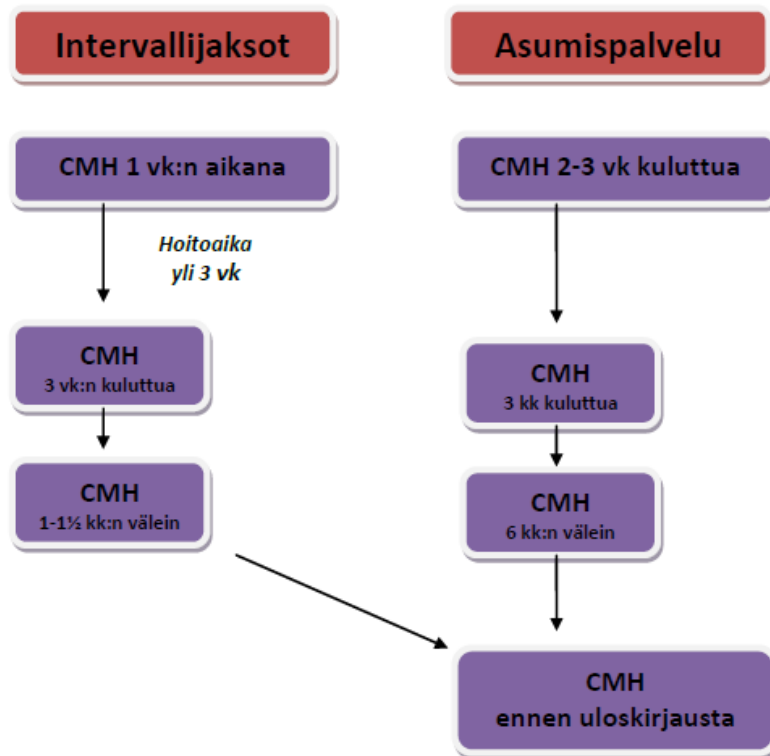 Intervallijaksot
Asumispalvelu
CMH 1 vk:n aikana
CMH 2-3 vk kuluttua
Hoitoaika
yli 3 vk
CMH
3 vk:n kuluttua
CMH
3 kk kuluttua
CMH
1-1½ kk:n välein
CMH
6 kk:n välein
CMH
ennen uloskirjausta